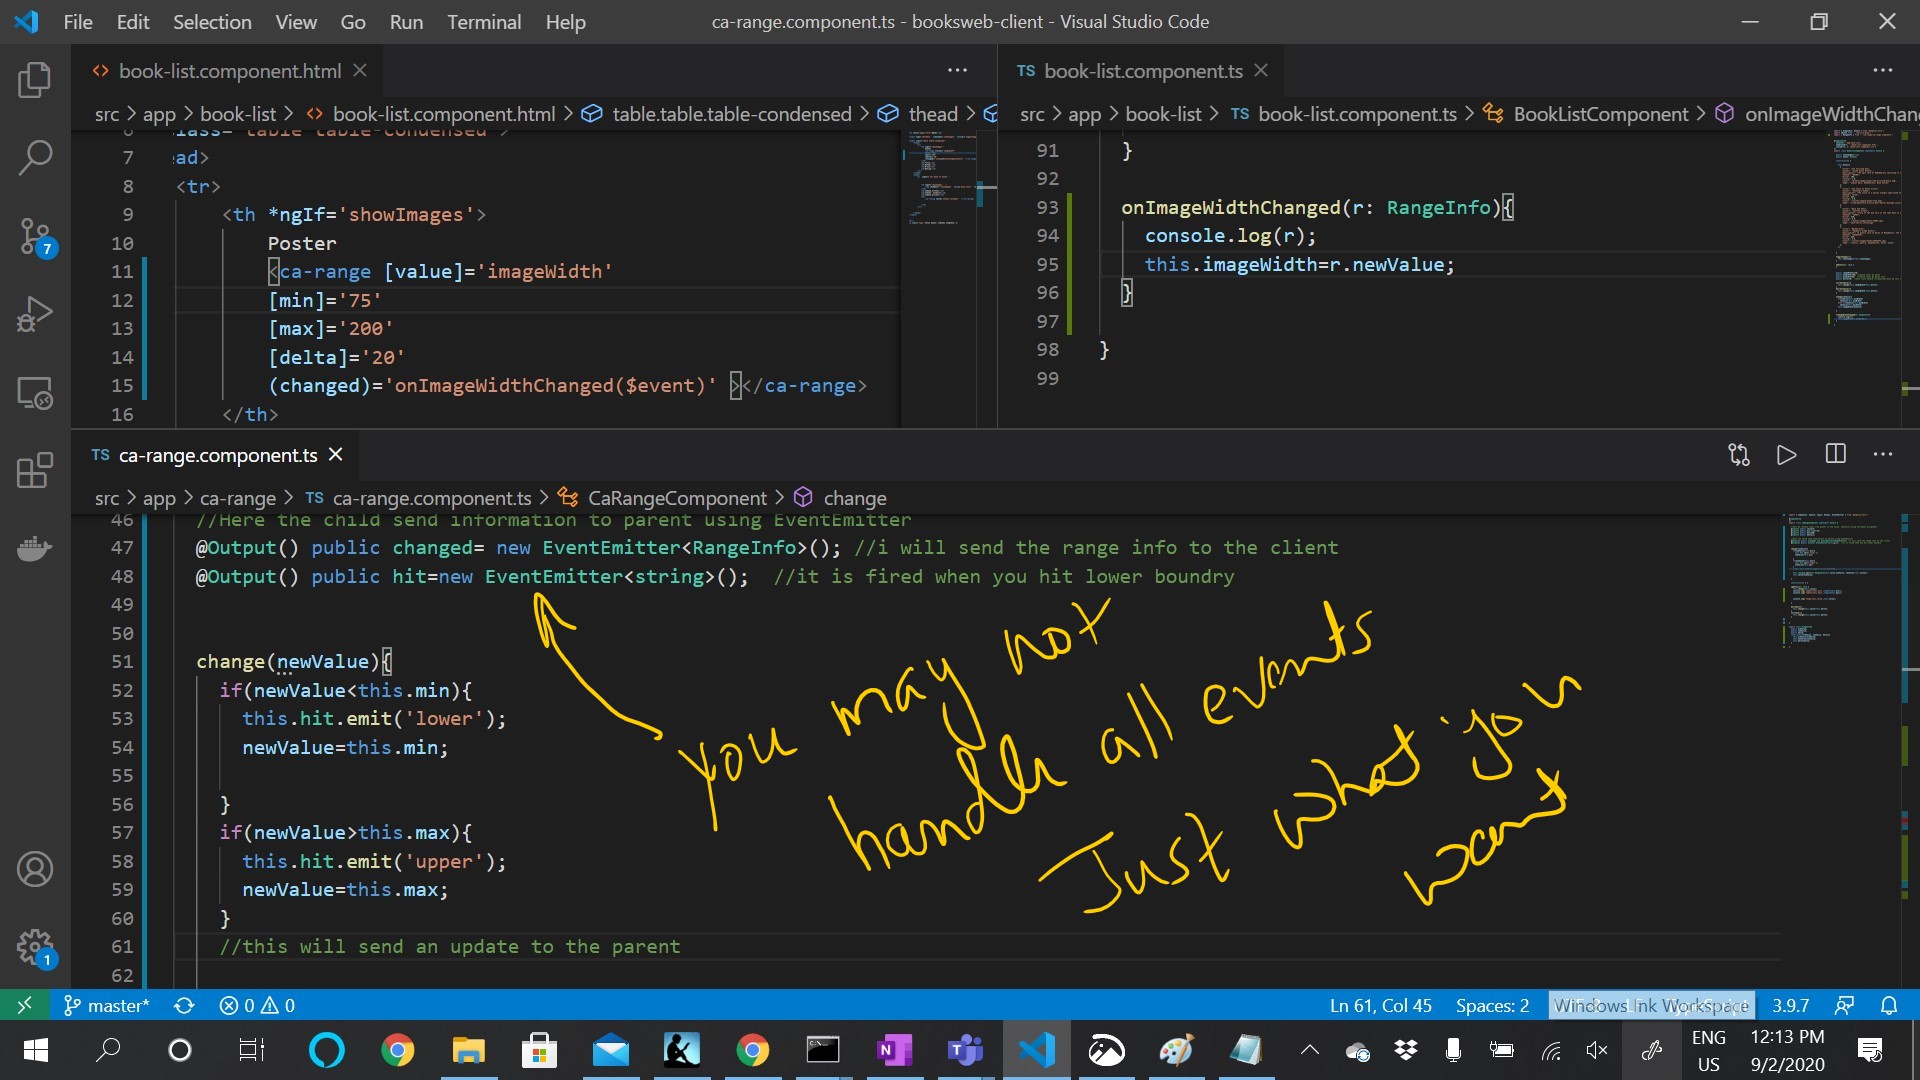 File Edit Selection View Go Run Terminal Help
ca-range.component.ts - booksweb-client - Visual Studio Code
book-list.component.html
src > app > book-list > book-list.component.html > table.table.table-condensed > thead >
7 ead>
8 <tr>
9 <th *ngIf='showImages'>
10 Poster
11 <ca-range [value]='imageWidth'
12 [min]='75'
13 [max]='200'
14 [delta]='20'
15 (changed)='onImageWidthChanged($event)' ></ca-range>
16 </th>
TS book-list.component.ts
src > app > book-list > TS book-list.component.ts > BookListComponent > onImageWidthChan
91 }
92
93 onImageWidthChanged(r: RangeInfo){
94 console.log(r);
95 this.imageWidth=r.newValue;
96 }
97
98 }
99
TS ca-range.component.ts
src > app > ca-range > TS ca-range.component.ts > CaRangeComponent > change
46 //Here the child send information to parent using EventEmitter
47 @Output() public changed= new EventEmitter<RangeInfo>(); //i will send the range info to the client
48 @Output() public hit=new EventEmitter<string>(); //it is fired when you hit lower boundry
49
50
51 change(newValue){
52 if(newValue<this.min){
53 this.hit.emit('lower');
54 newValue=this.min;
55
56 }
57 if(newValue>this.max){
58 this.hit.emit('upper');
59 newValue=this.max;
60 }
61 //this will send an update to the parent
62
You may not
handle all events
Just what you
want
7
1
master* 0 0
Ln 61, Col 45 Spaces: 2 Windows Ink Workspace 3.9.7
ENG
US
12:13 PM
9/2/2020